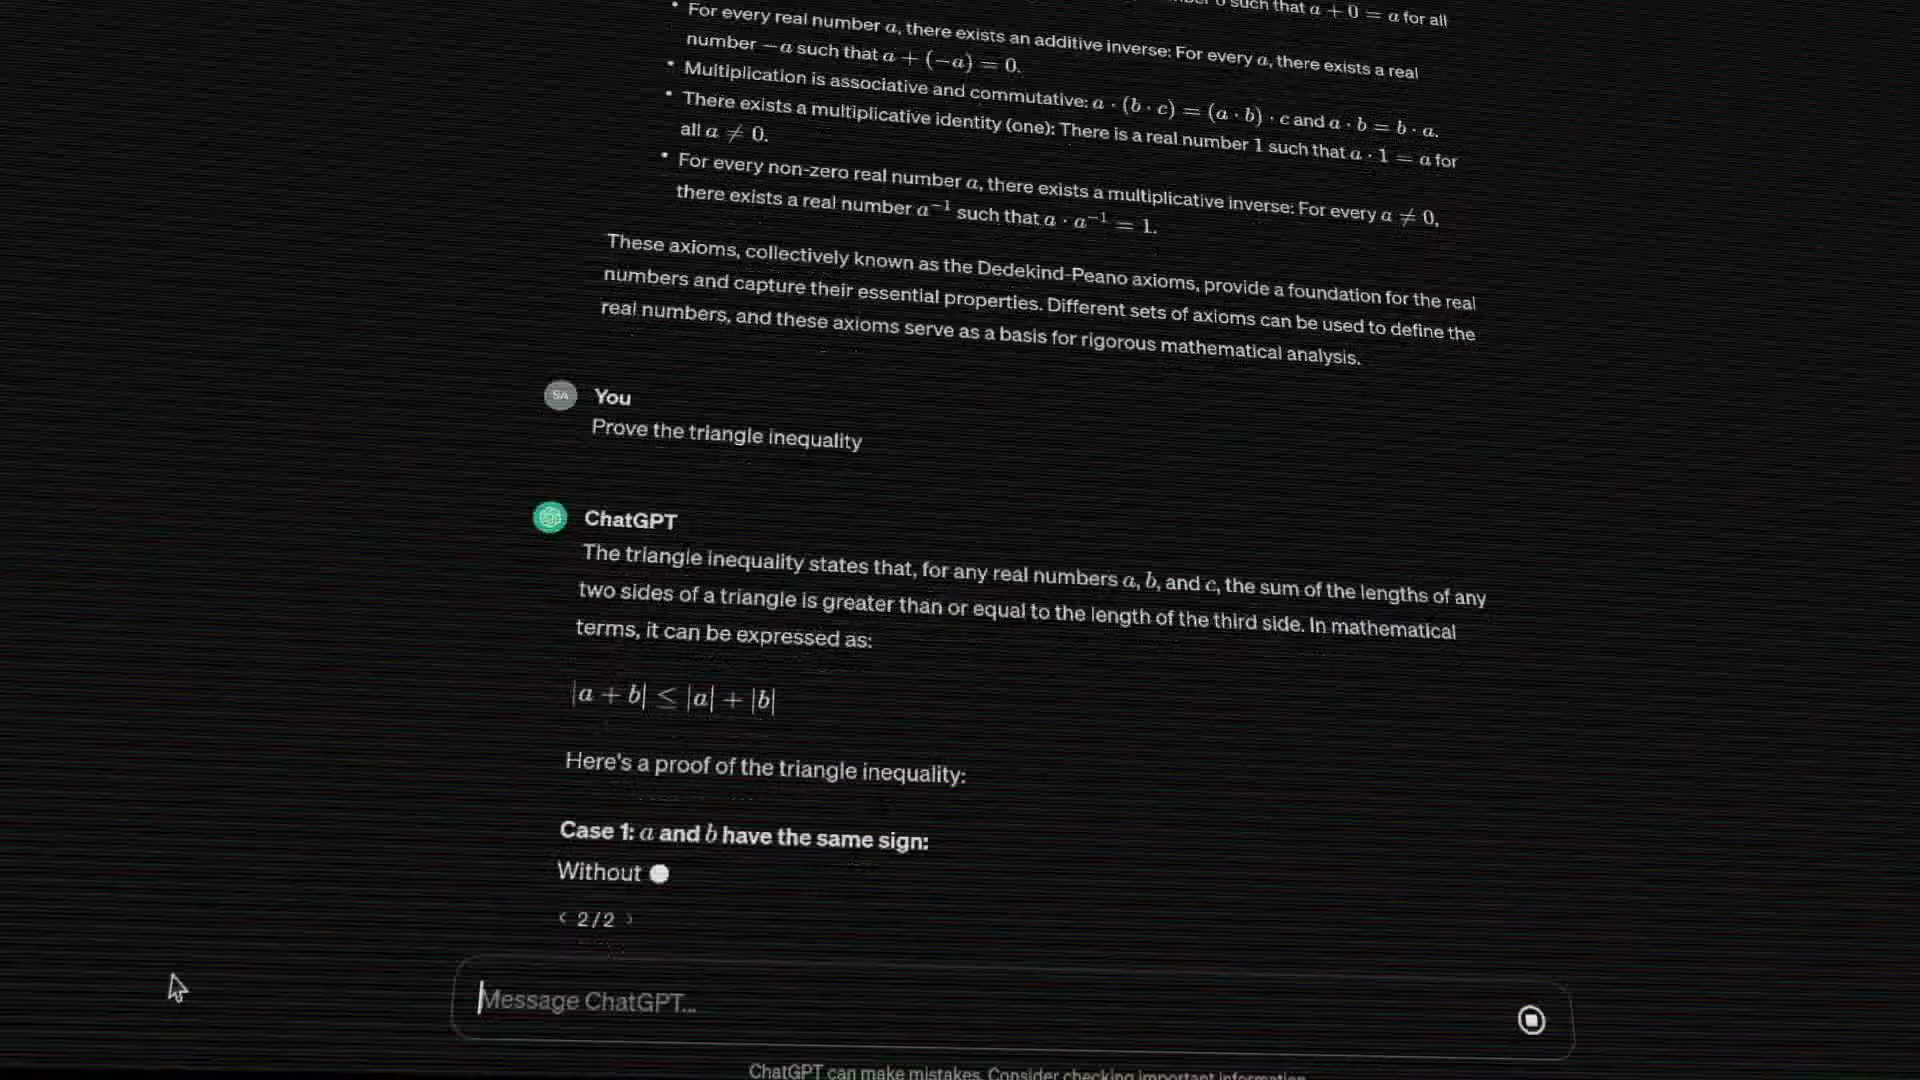 such that a + 0 = a for all
• For every real number a, there exists an additive inverse: For every a, there exists a real
number −a such that a + (−a) = 0.
• Multiplication is associative and commutative: a · (b · c) = (a · b) · c and a · b = b · a.
• There exists a multiplicative identity (one): There is a real number 1 such that a · 1 = a for
all a ≠ 0.
• For every non-zero real number a, there exists a multiplicative inverse: For every a ≠ 0,
there exists a real number a⁻¹ such that a · a⁻¹ = 1.
These axioms, collectively known as the Dedekind-Peano axioms, provide a foundation for the real
numbers and capture their essential properties. Different sets of axioms can be used to define the
real numbers, and these axioms serve as a basis for rigorous mathematical analysis.
SA You
Prove the triangle inequality
ChatGPT
The triangle inequality states that, for any real numbers a, b, and c, the sum of the lengths of any
two sides of a triangle is greater than or equal to the length of the third side. In mathematical
terms, it can be expressed as:
|a + b| ≤ |a| + |b|
Here's a proof of the triangle inequality:
Case 1: a and b have the same sign:
Without
< 2/2 >
Message ChatGPT...
ChatGPT can make mistakes. Consider checking important information.